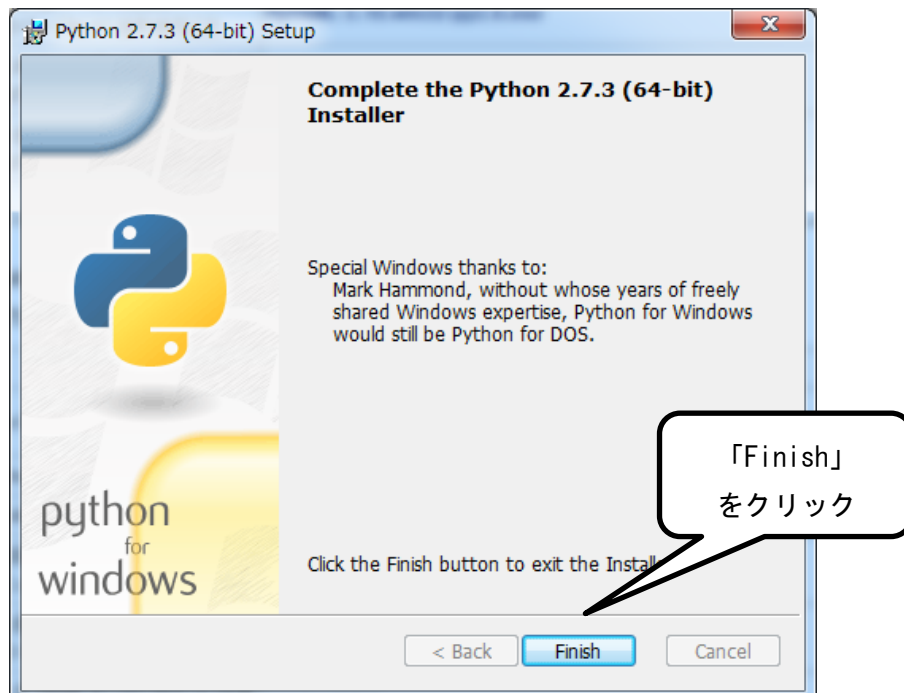 Python 2.7.3 (64-bit) Setup
Complete the Python 2.7.3 (64-bit)
Installer
Special Windows thanks to:
Mark Hammond, without whose years of freely
shared Windows expertise, Python for Windows
would still be Python for DOS.
「Finish」
をクリック
python
for
windows
Click the Finish button to exit the Install
< Back
Finish
Cancel